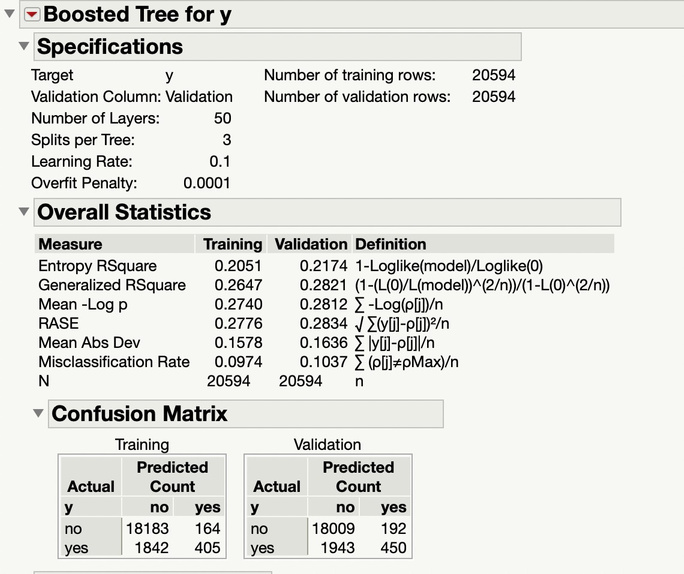 Boosted Tree for y
Specifications
Target y Number of training rows: 20594
Validation Column: Validation Number of validation rows: 20594
Number of Layers: 50
Splits per Tree: 3
Learning Rate: 0.1
Overfit Penalty: 0.0001
Overall Statistics
Measure Training Validation Definition
Entropy RSquare 0.2051 0.2174 1-Loglike(model)/Loglike(0)
Generalized RSquare 0.2647 0.2821 (1-(L(0)/L(model))^(2/n))/(1-L(0)^(2/n))
Mean -Log p 0.2740 0.2812 ∑ -Log(ρ[j])/n
RASE 0.2776 0.2834 √ ∑(y[j]-ρ[j])²/n
Mean Abs Dev 0.1578 0.1636 ∑ |y[j]-ρ[j]|/n
Misclassification Rate 0.0974 0.1037 ∑ (ρ[j]≠ρMax)/n
N 20594 20594 n
Confusion Matrix
Training Validation
Predicted Predicted
Actual Count Actual Count
y no yes y no yes
no 18183 164 no 18009 192
yes 1842 405 yes 1943 450